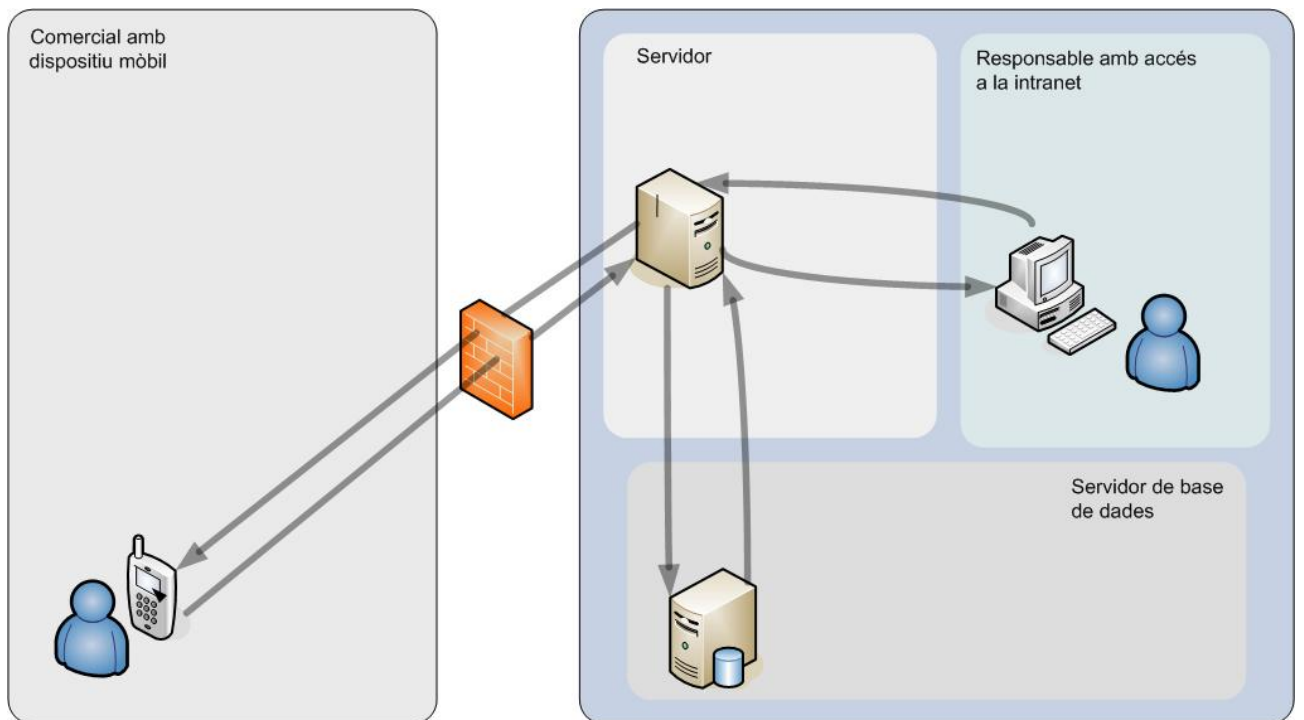 Comercial amb
dispositiu mòbil
Servidor
Responsable amb accés
a la intranet
Servidor de base
de dades